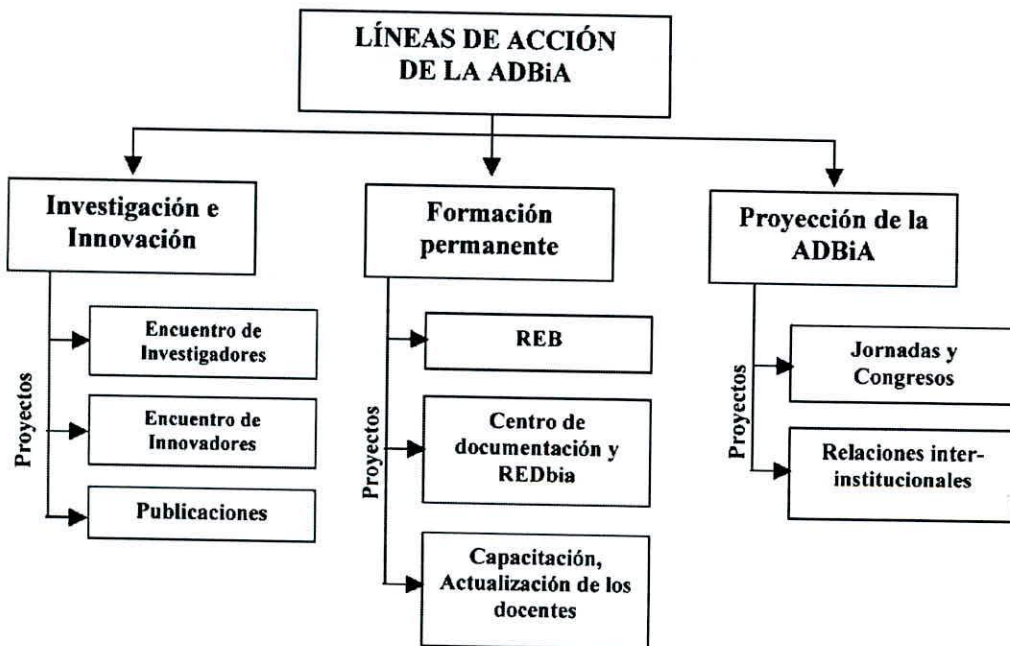 LÍNEAS DE ACCIÓN
DE LA ADBiA
Investigación e
Innovación
Proyectos
Encuentro de
Investigadores
Encuentro de
Innovadores
Publicaciones
Formación
permanente
Proyectos
REB
Centro de
documentación y
REDbia
Capacitación,
Actualización de los
docentes
Proyección de la
ADBiA
Proyectos
Jornadas y
Congresos
Relaciones inter-
institucionales